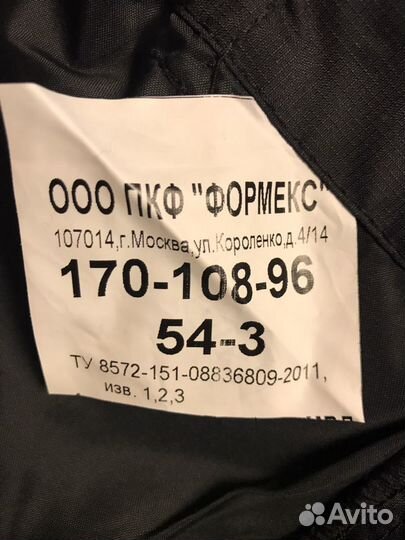 ООО ПКФ "ФОРМЕКС"
107014,г.Москва,ул.Короленко,д.4/14
170-108-96
54-3
ТУ 8572-151-08836809-2011,
изв. 1,2,3
Avito